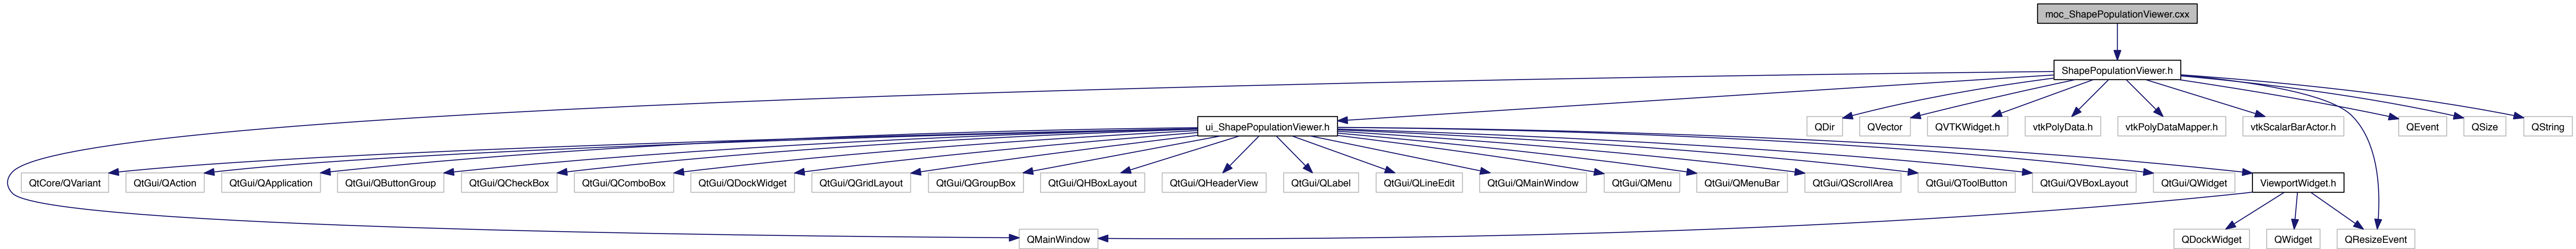 moc_ShapePopulationViewer.cxx
ShapePopulationViewer.h
ui_ShapePopulationViewer.h
QDir
QVector
QVTKWidget.h
vtkPolyData.h
vtkPolyDataMapper.h
vtkScalarBarActor.h
QEvent
QSize
QString
QtCore/QVariant
QtGui/QAction
QtGui/QApplication
QtGui/QButtonGroup
QtGui/QCheckBox
QtGui/QComboBox
QtGui/QDockWidget
QtGui/QGridLayout
QtGui/QGroupBox
QtGui/QHBoxLayout
QtGui/QHeaderView
QtGui/QLabel
QtGui/QLineEdit
QtGui/QMainWindow
QtGui/QMenu
QtGui/QMenuBar
QtGui/QScrollArea
QtGui/QToolButton
QtGui/QVBoxLayout
QtGui/QWidget
ViewportWidget.h
QMainWindow
QDockWidget
QWidget
QResizeEvent